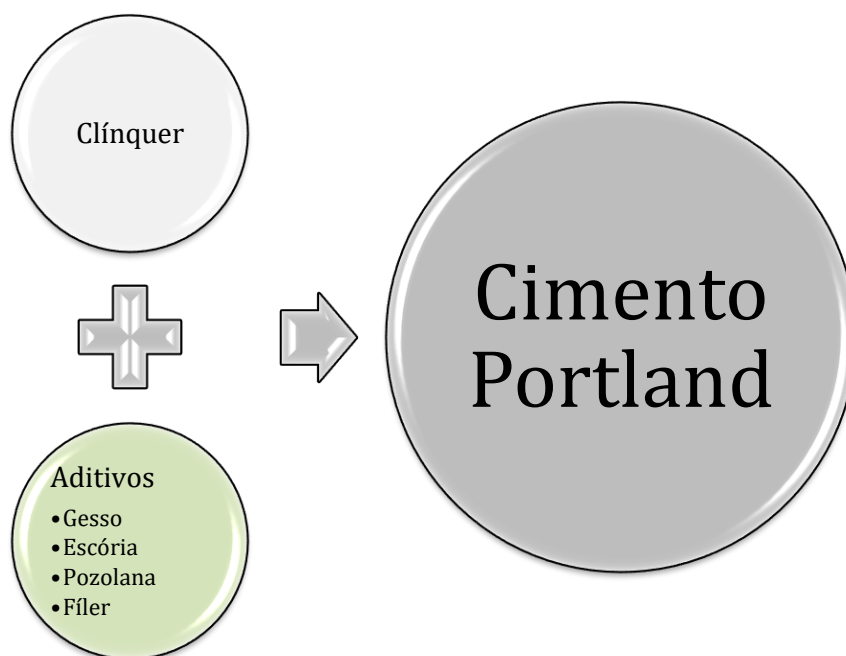 Clínquer
Aditivos
•Gesso
•Escória
•Pozolana
•Fíler
Cimento
Portland